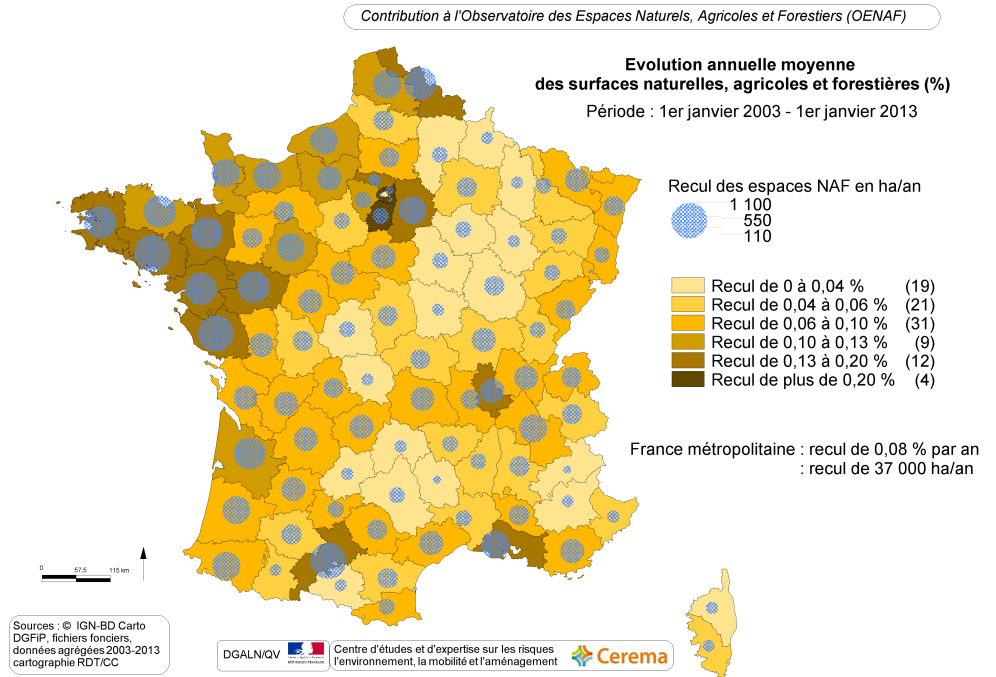 Contribution à l'Observatoire des Espaces Naturels, Agricoles et Forestiers (OENAF)
Evolution annuelle moyenne
des surfaces naturelles, agricoles et forestières (%)
Période : 1er janvier 2003 - 1er janvier 2013
Recul des espaces NAF en ha/an
1 100
550
110
Recul de 0 à 0,04 % (19)
Recul de 0,04 à 0,06 % (21)
Recul de 0,06 à 0,10 % (31)
Recul de 0,10 à 0,13 % (9)
Recul de 0,13 à 0,20 % (12)
Recul de plus de 0,20 % (4)
France métropolitaine : recul de 0,08 % par an
: recul de 37 000 ha/an
0 57,5 115 km
Sources : © IGN-BD Carto
DGFiP, fichiers fonciers,
données agrégées 2003-2013
cartographie RDT/CC
DGALN/QV
RÉPUBLIQUE FRANÇAISE
Centre d'études et d'expertise sur les risques
l'environnement, la mobilité et l'aménagement
Cerema